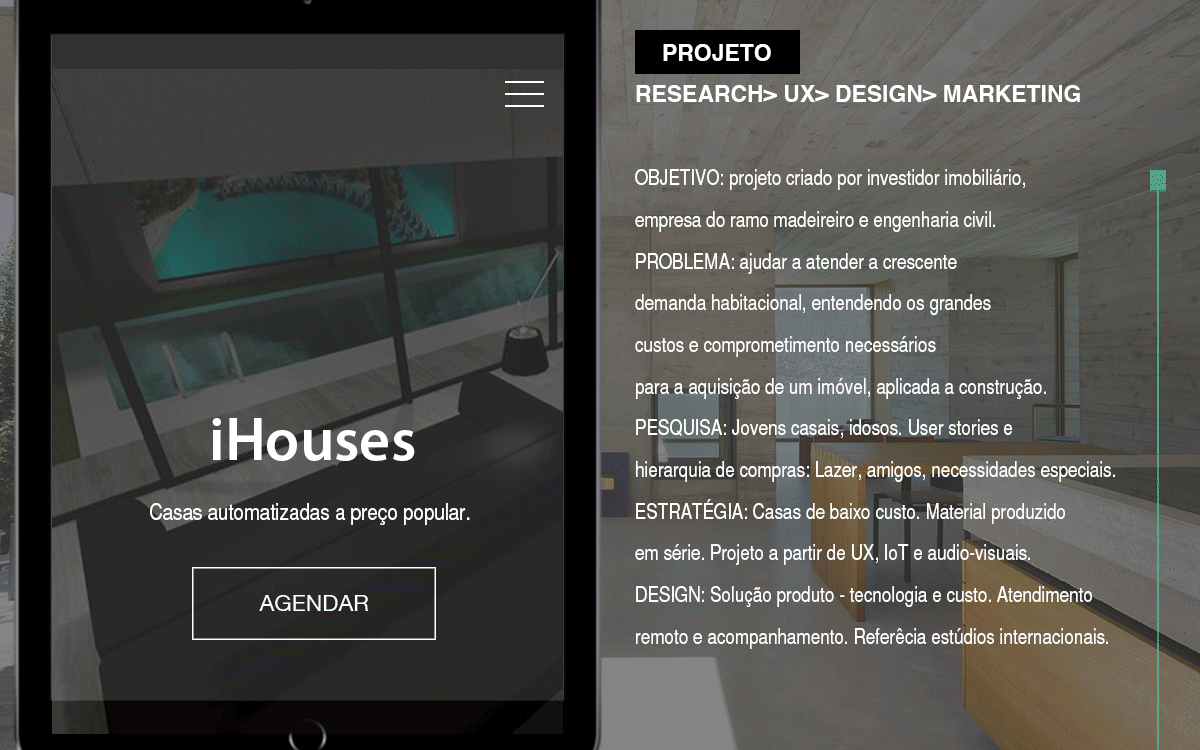 iHouses
Casas automatizadas a preço popular.
AGENDAR
PROJETO
RESEARCH> UX> DESIGN> MARKETING
OBJETIVO: projeto criado por investidor imobiliário,
empresa do ramo madeireiro e engenharia civil.
PROBLEMA: ajudar a atender a crescente
demanda habitacional, entendendo os grandes
custos e comprometimento necessários
para a aquisição de um imóvel, aplicada a construção.
PESQUISA: Jovens casais, idosos. User stories e
hierarquia de compras: Lazer, amigos, necessidades especiais.
ESTRATÉGIA: Casas de baixo custo. Material produzido
em série. Projeto a partir de UX, IoT e audio-visuais.
DESIGN: Solução produto - tecnologia e custo. Atendimento
remoto e acompanhamento. Referêcia estúdios internacionais.